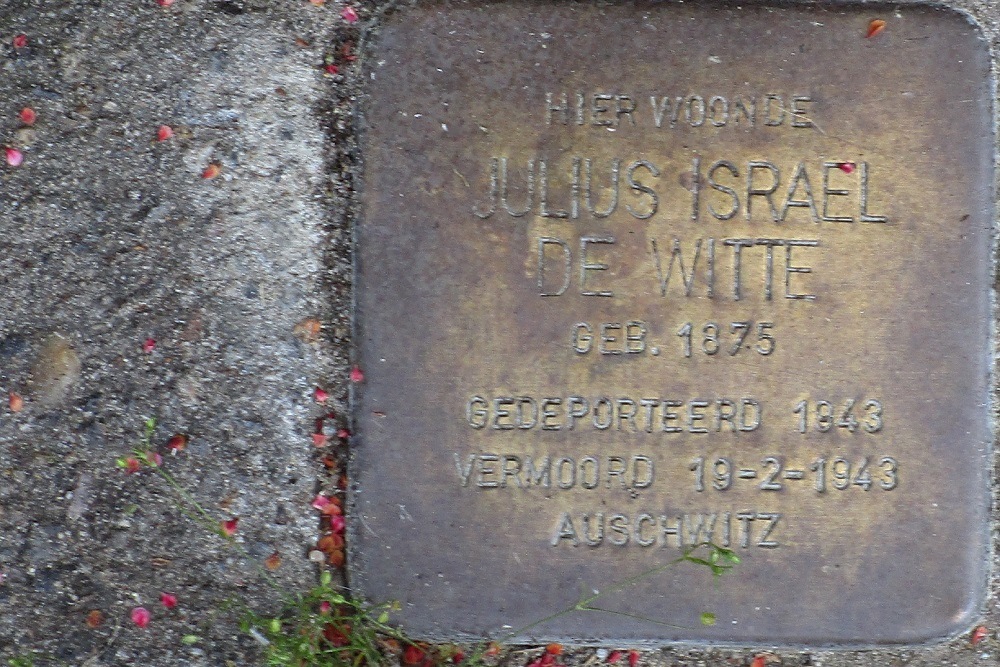 HIER WOONDE
JULIUS ISRAEL
DE WITTE
GEB. 1875
GEDEPORTEERD 1943
VERMOORD 19-2-1943
AUSCHWITZ